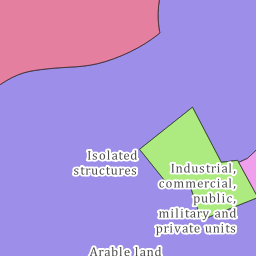 Isolated
structures
Industrial,
commercial,
public,
military and
private units
Arable land